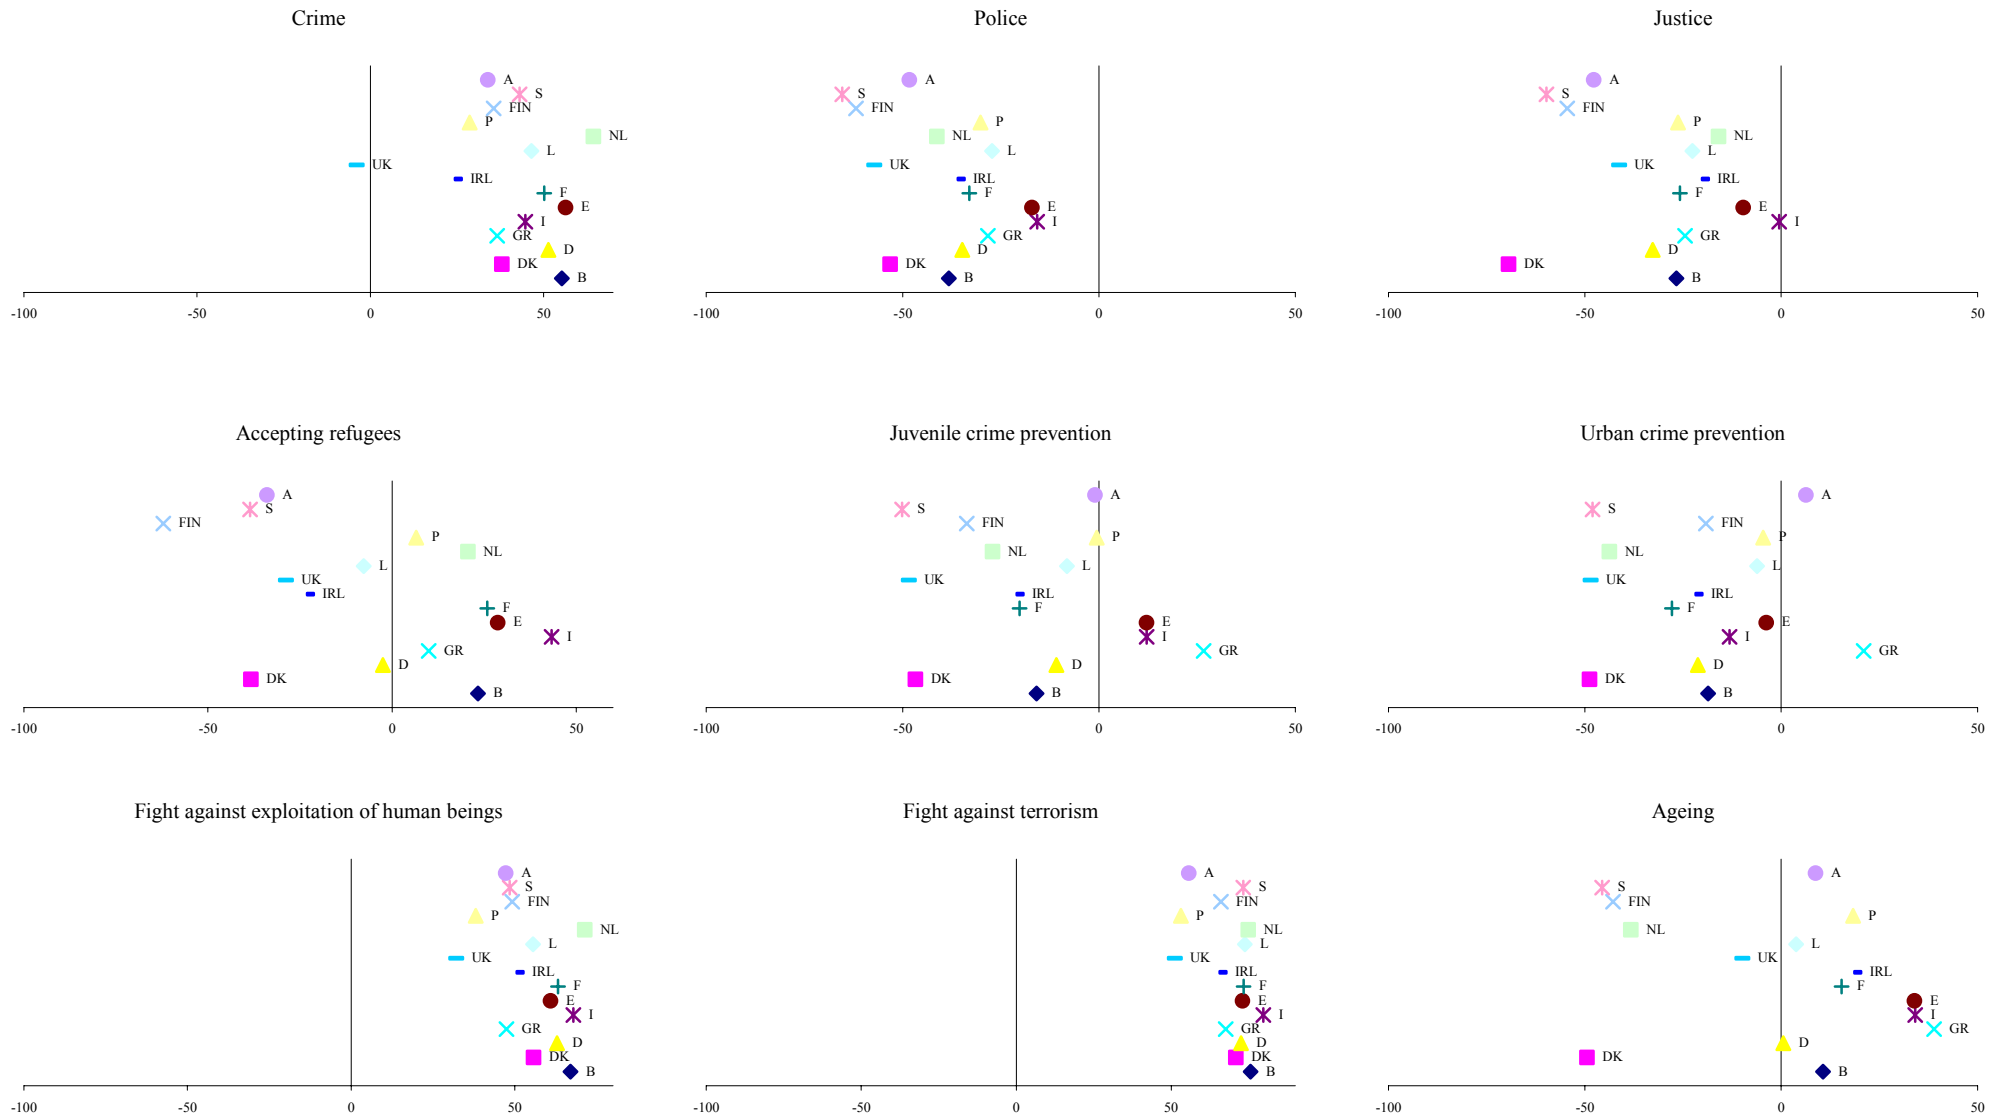 Crime
A
S
FIN
P
NL
L
UK
IRL
F
E
I
GR
D
DK
B
-100 -50 0 50
Police
A
S
FIN
P
NL
L
UK
IRL
F
E
I
GR
D
DK
B
-100 -50 0 50
Justice
A
S
FIN
P
NL
L
UK
IRL
F
E
I
GR
D
DK
B
-100 -50 0 50
Accepting refugees
A
S
FIN
P
NL
L
UK
IRL
F
E
I
GR
D
DK
B
-100 -50 0 50
Juvenile crime prevention
A
S
FIN
P
NL
L
UK
IRL
F
E
I
GR
D
DK
B
-100 -50 0 50
Urban crime prevention
A
S
FIN
P
NL
L
UK
IRL
F
E
I
GR
D
DK
B
-100 -50 0 50
Fight against exploitation of human beings
A
S
FIN
P
NL
L
UK
IRL
F
E
I
GR
D
DK
B
-100 -50 0 50
Fight against terrorism
A
S
FIN
P
NL
L
UK
IRL
F
E
I
GR
D
DK
B
-100 -50 0 50
Ageing
A
S
FIN
P
NL
L
UK
IRL
F
E
I
GR
D
DK
B
-100 -50 0 50